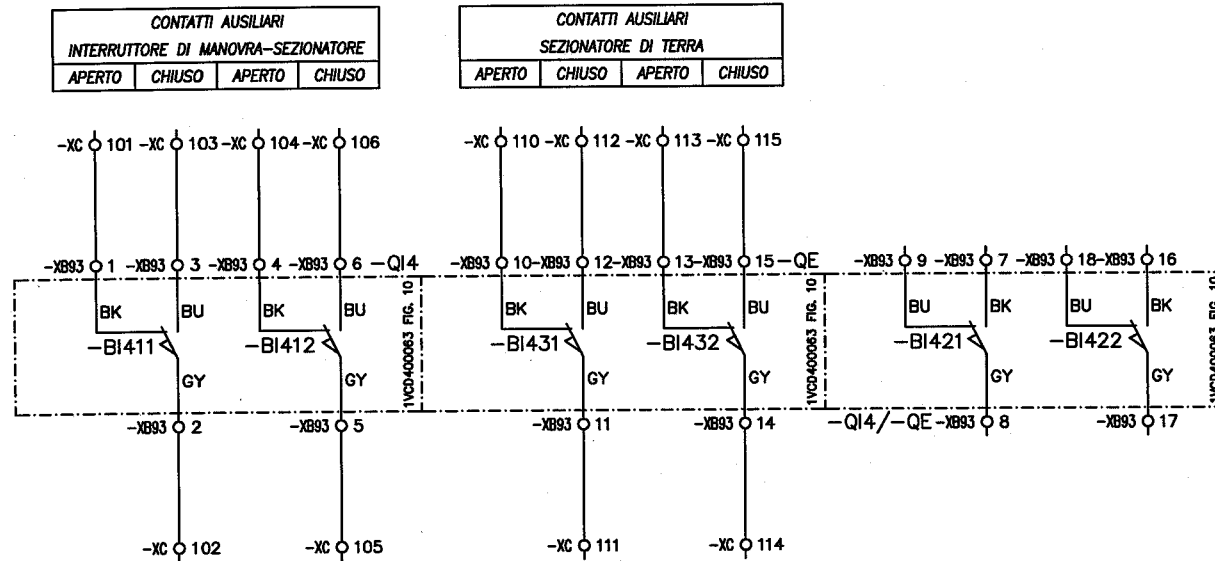 CONTATTI AUSILIARI
INTERRUTTORE DI MANOVRA-SEZIONATORE
APERTO CHIUSO APERTO CHIUSO
CONTATTI AUSILIARI
SEZIONATORE DI TERRA
APERTO CHIUSO APERTO CHIUSO
-XC 101 -XC 103 -XC 104 -XC 106
-XC 110 -XC 112 -XC 113 -XC 115
-XB93 1 -XB93 3 -XB93 4 -XB93 6 -QI4
-XB93 10 -XB93 12 -XB93 13 -XB93 15 -QE
-XB93 9 -XB93 7 -XB93 18 -XB93 16
BK BU BK BU
BK BU BK BU
BU BK BU BK
-BI411 -BI412
-BI431 -BI432
-BI421 -BI422
GY GY
GY GY
GY GY
1VCD400063 FIG. 10
1VCD400063 FIG. 10
1VCD400063 FIG. 10
-XB93 2 -XB93 5
-XB93 11 -XB93 14
-QI4/-QE -XB93 8 -XB93 17
-XC 102 -XC 105
-XC 111 -XC 114